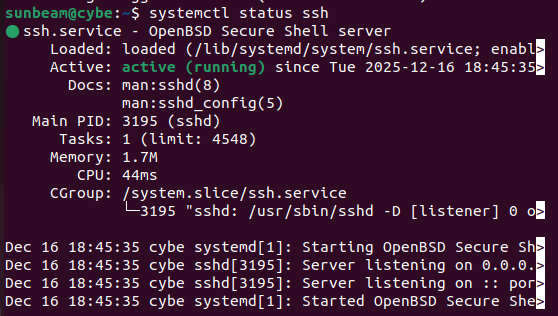 sunbeam@cybe:~$ systemctl status ssh
● ssh.service - OpenBSD Secure Shell server
     Loaded: loaded (/lib/systemd/system/ssh.service; enabl>
     Active: active (running) since Tue 2025-12-16 18:45:35>
       Docs: man:sshd(8)
             man:sshd_config(5)
   Main PID: 3195 (sshd)
      Tasks: 1 (limit: 4548)
     Memory: 1.7M
        CPU: 44ms
     CGroup: /system.slice/ssh.service
             └─3195 "sshd: /usr/sbin/sshd -D [listener] 0 o>
Dec 16 18:45:35 cybe systemd[1]: Starting OpenBSD Secure Sh>
Dec 16 18:45:35 cybe sshd[3195]: Server listening on 0.0.0.>
Dec 16 18:45:35 cybe sshd[3195]: Server listening on :: por>
Dec 16 18:45:35 cybe systemd[1]: Started OpenBSD Secure She>